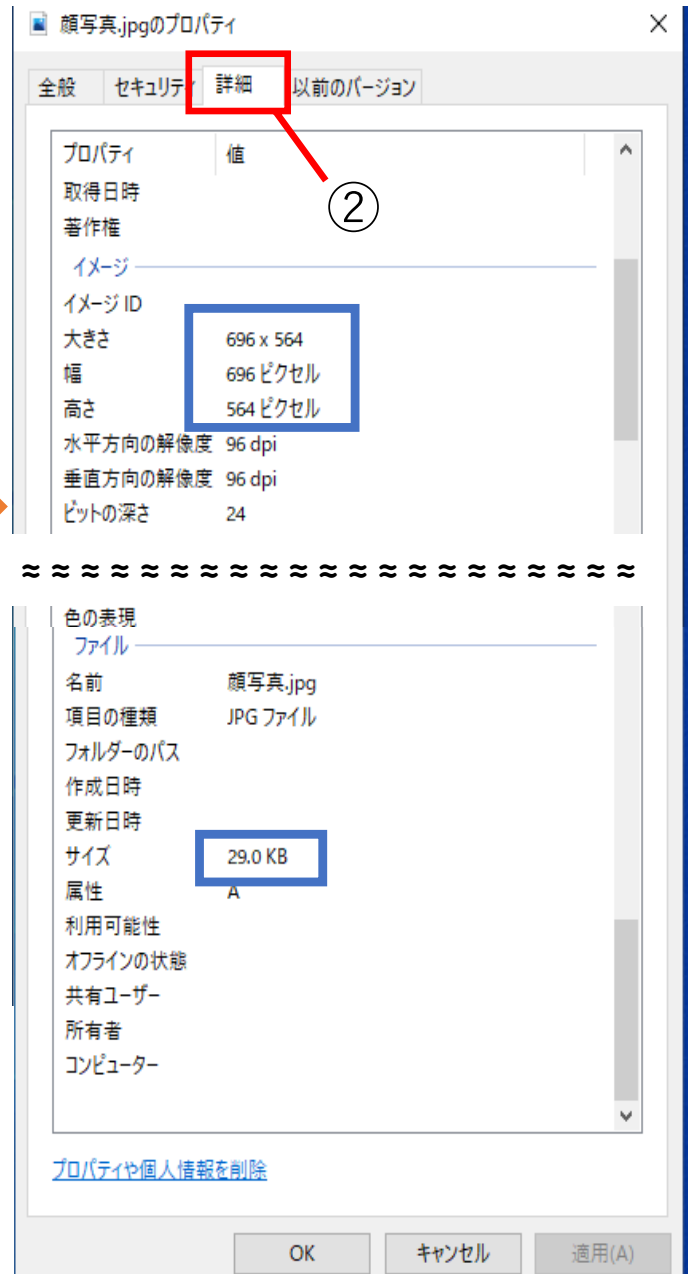 顔写真.jpgのプロパティ
全般 セキュリティ 詳細 以前のバージョン
②
プロパティ 値
取得日時
著作権
イメージ
イメージ ID
大きさ 696 x 564
幅 696 ピクセル
高さ 564 ピクセル
水平方向の解像度 96 dpi
垂直方向の解像度 96 dpi
ビットの深さ 24
≈ ≈ ≈ ≈ ≈ ≈ ≈ ≈ ≈ ≈ ≈ ≈ ≈ ≈ ≈ ≈ ≈ ≈ ≈ ≈ ≈
色の表現
ファイル
名前 顔写真.jpg
項目の種類 JPG ファイル
フォルダーのパス
作成日時
更新日時
サイズ 29.0 KB
属性 A
利用可能性
オフラインの状態
共有ユーザー
所有者
コンピューター
プロパティや個人情報を削除
OK キャンセル 適用(A)